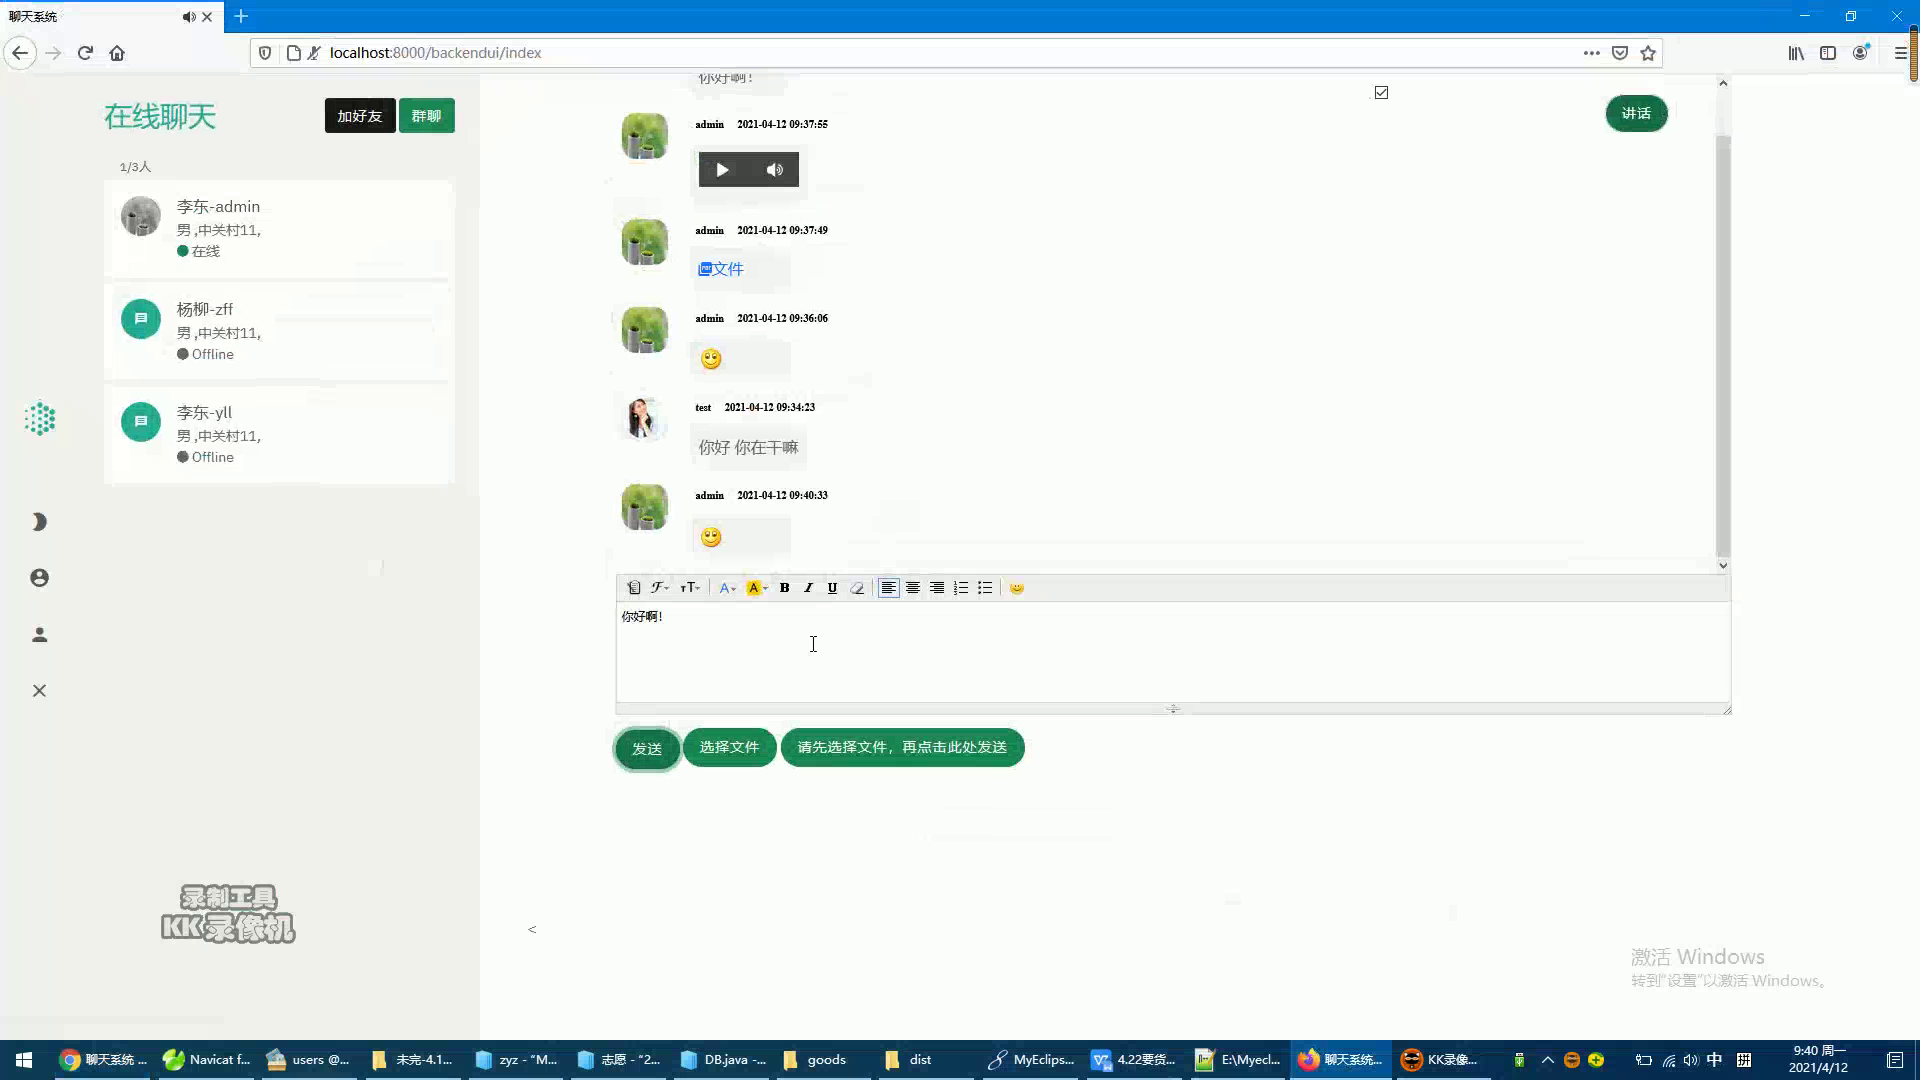 聊天系统
localhost:8000/backendui/index
在线聊天
加好友
群聊
1/3人
李东-admin
男 ,中关村11,
在线
杨柳-zff
男 ,中关村11,
Offline
李东-yll
男 ,中关村11,
Offline
你好啊！
讲话
admin 2021-04-12 09:37:55
admin 2021-04-12 09:37:49
文件
admin 2021-04-12 09:36:06
test 2021-04-12 09:34:23
你好 你在干嘛
admin 2021-04-12 09:40:33
你好啊！
发送
选择文件
请先选择文件，再点击此处发送
录制工具
KK录像机
<
激活 Windows
转到"设置"以激活 Windows。
聊天系统 ...
Navicat f...
users @...
未完-4.1...
zyz - "M...
志愿 - "2...
DB.java -...
goods
dist
MyEclips...
4.22要货...
E:\Myecl...
聊天系统...
KK录像...
中
拼
9:40 周一
2021/4/12